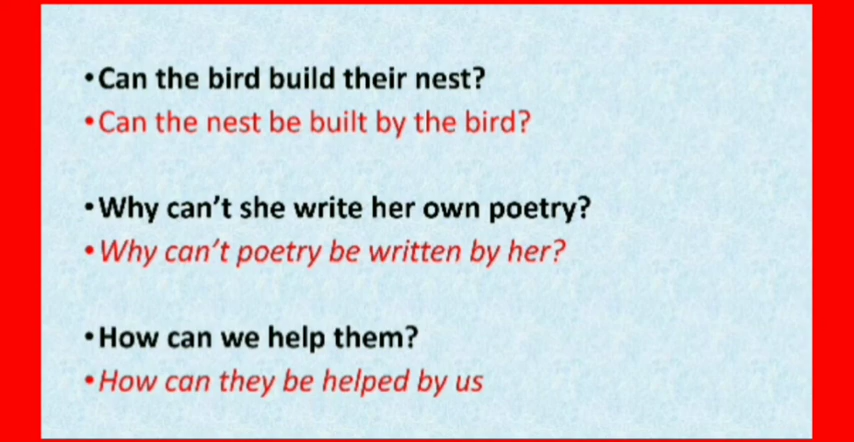 •Can the bird build their nest?
•Can the nest be built by the bird?
•Why can't she write her own poetry?
•Why can't poetry be written by her?
•How can we help them?
•How can they be helped by us